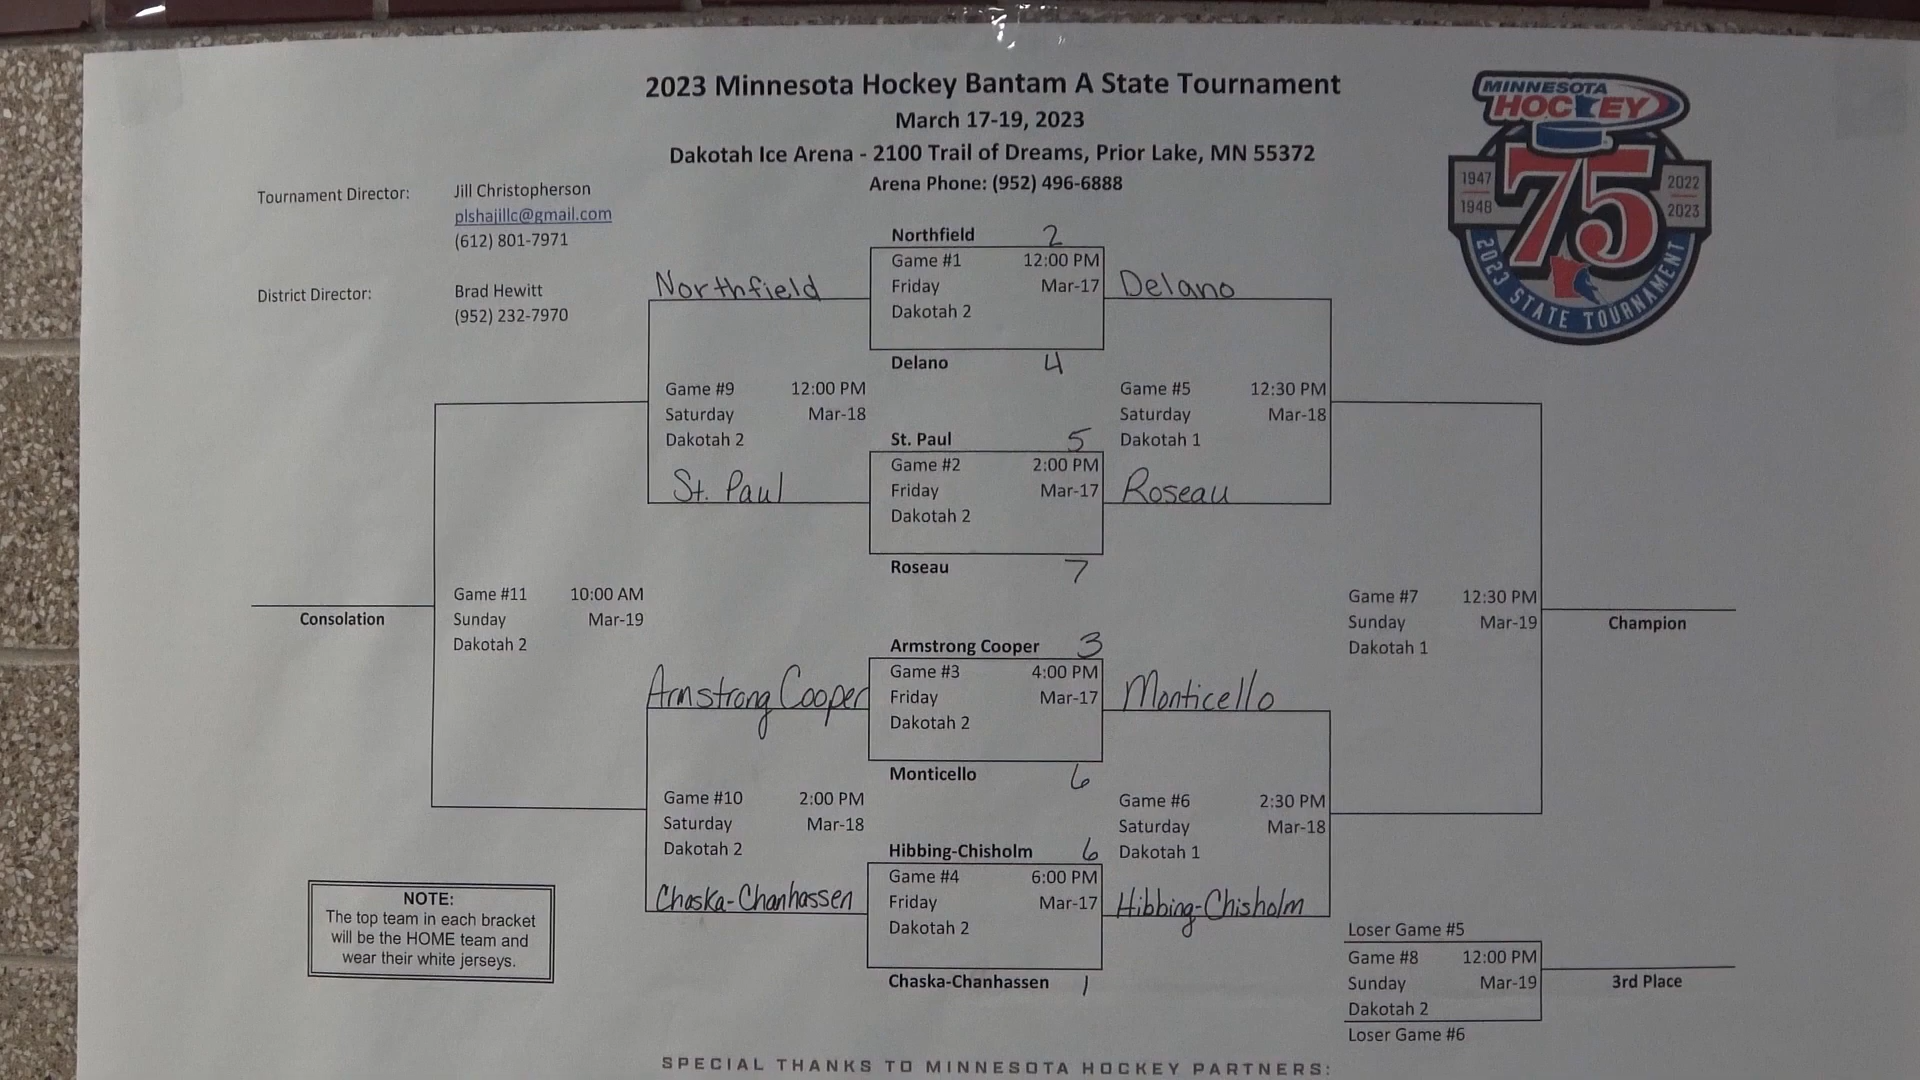 2023 Minnesota Hockey Bantam A State Tournament
March 17-19, 2023
Dakotah Ice Arena - 2100 Trail of Dreams, Prior Lake, MN 55372
Arena Phone: (952) 496-6888
Tournament Director: Jill Christopherson
plshajillc@gmail.com
(612) 801-7971
District Director: Brad Hewitt
(952) 232-7970
MINNESOTA
HOCKEY
75
1947
1948
2022
2023
2023 STATE TOURNAMENT
Northfield 2
Game #1 12:00 PM
Friday Mar-17
Dakotah 2
Delano 4
Northfield
Delano
Game #9 12:00 PM
Saturday Mar-18
Dakotah 2
Game #5 12:30 PM
Saturday Mar-18
Dakotah 1
St. Paul 5
Game #2 2:00 PM
Friday Mar-17
Dakotah 2
Roseau 7
St. Paul
Roseau
Game #11 10:00 AM
Sunday Mar-19
Dakotah 2
Consolation
Game #7 12:30 PM
Sunday Mar-19
Dakotah 1
Champion
Armstrong Cooper 3
Game #3 4:00 PM
Friday Mar-17
Dakotah 2
Monticello 6
Armstrong Cooper
Monticello
Game #10 2:00 PM
Saturday Mar-18
Dakotah 2
Game #6 2:30 PM
Saturday Mar-18
Dakotah 1
Hibbing-Chisholm 6
Game #4 6:00 PM
Friday Mar-17
Dakotah 2
Chaska-Chanhassen 1
Chaska-Chanhassen
Hibbing-Chisholm
NOTE:
The top team in each bracket
will be the HOME team and
wear their white jerseys.
Loser Game #5
Game #8 12:00 PM
Sunday Mar-19
Dakotah 2
Loser Game #6
3rd Place
SPECIAL THANKS TO MINNESOTA HOCKEY PARTNERS: